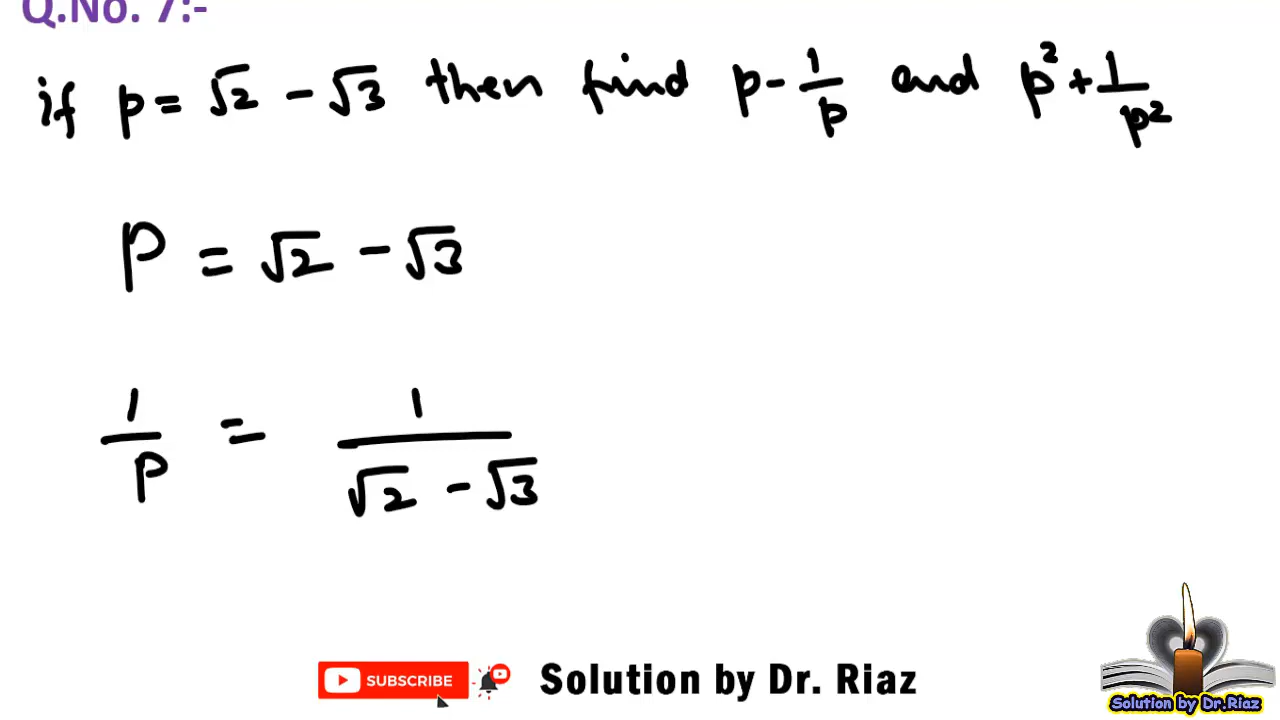 Q.No. 7:-
if p = √2 - √3 then find p - 1/p and p² + 1/p²
P = √2 - √3
1/P = 1/(√2 - √3)
SUBSCRIBE Solution by Dr. Riaz
Solution by Dr.Riaz